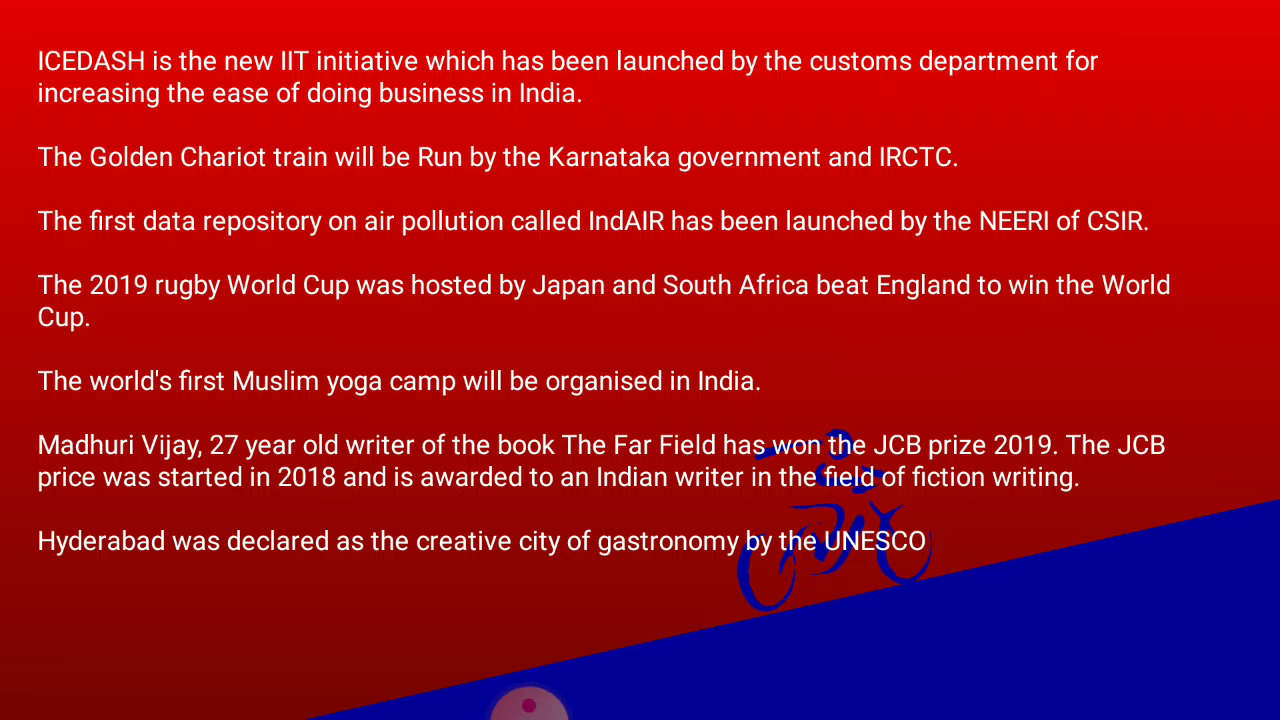 ICEDASH is the new IIT initiative which has been launched by the customs department for
increasing the ease of doing business in India.
The Golden Chariot train will be Run by the Karnataka government and IRCTC.
The first data repository on air pollution called IndAIR has been launched by the NEERI of CSIR.
The 2019 rugby World Cup was hosted by Japan and South Africa beat England to win the World
Cup.
The world's first Muslim yoga camp will be organised in India.
Madhuri Vijay, 27 year old writer of the book The Far Field has won the JCB prize 2019. The JCB
price was started in 2018 and is awarded to an Indian writer in the field of fiction writing.
Hyderabad was declared as the creative city of gastronomy by the UNESCO